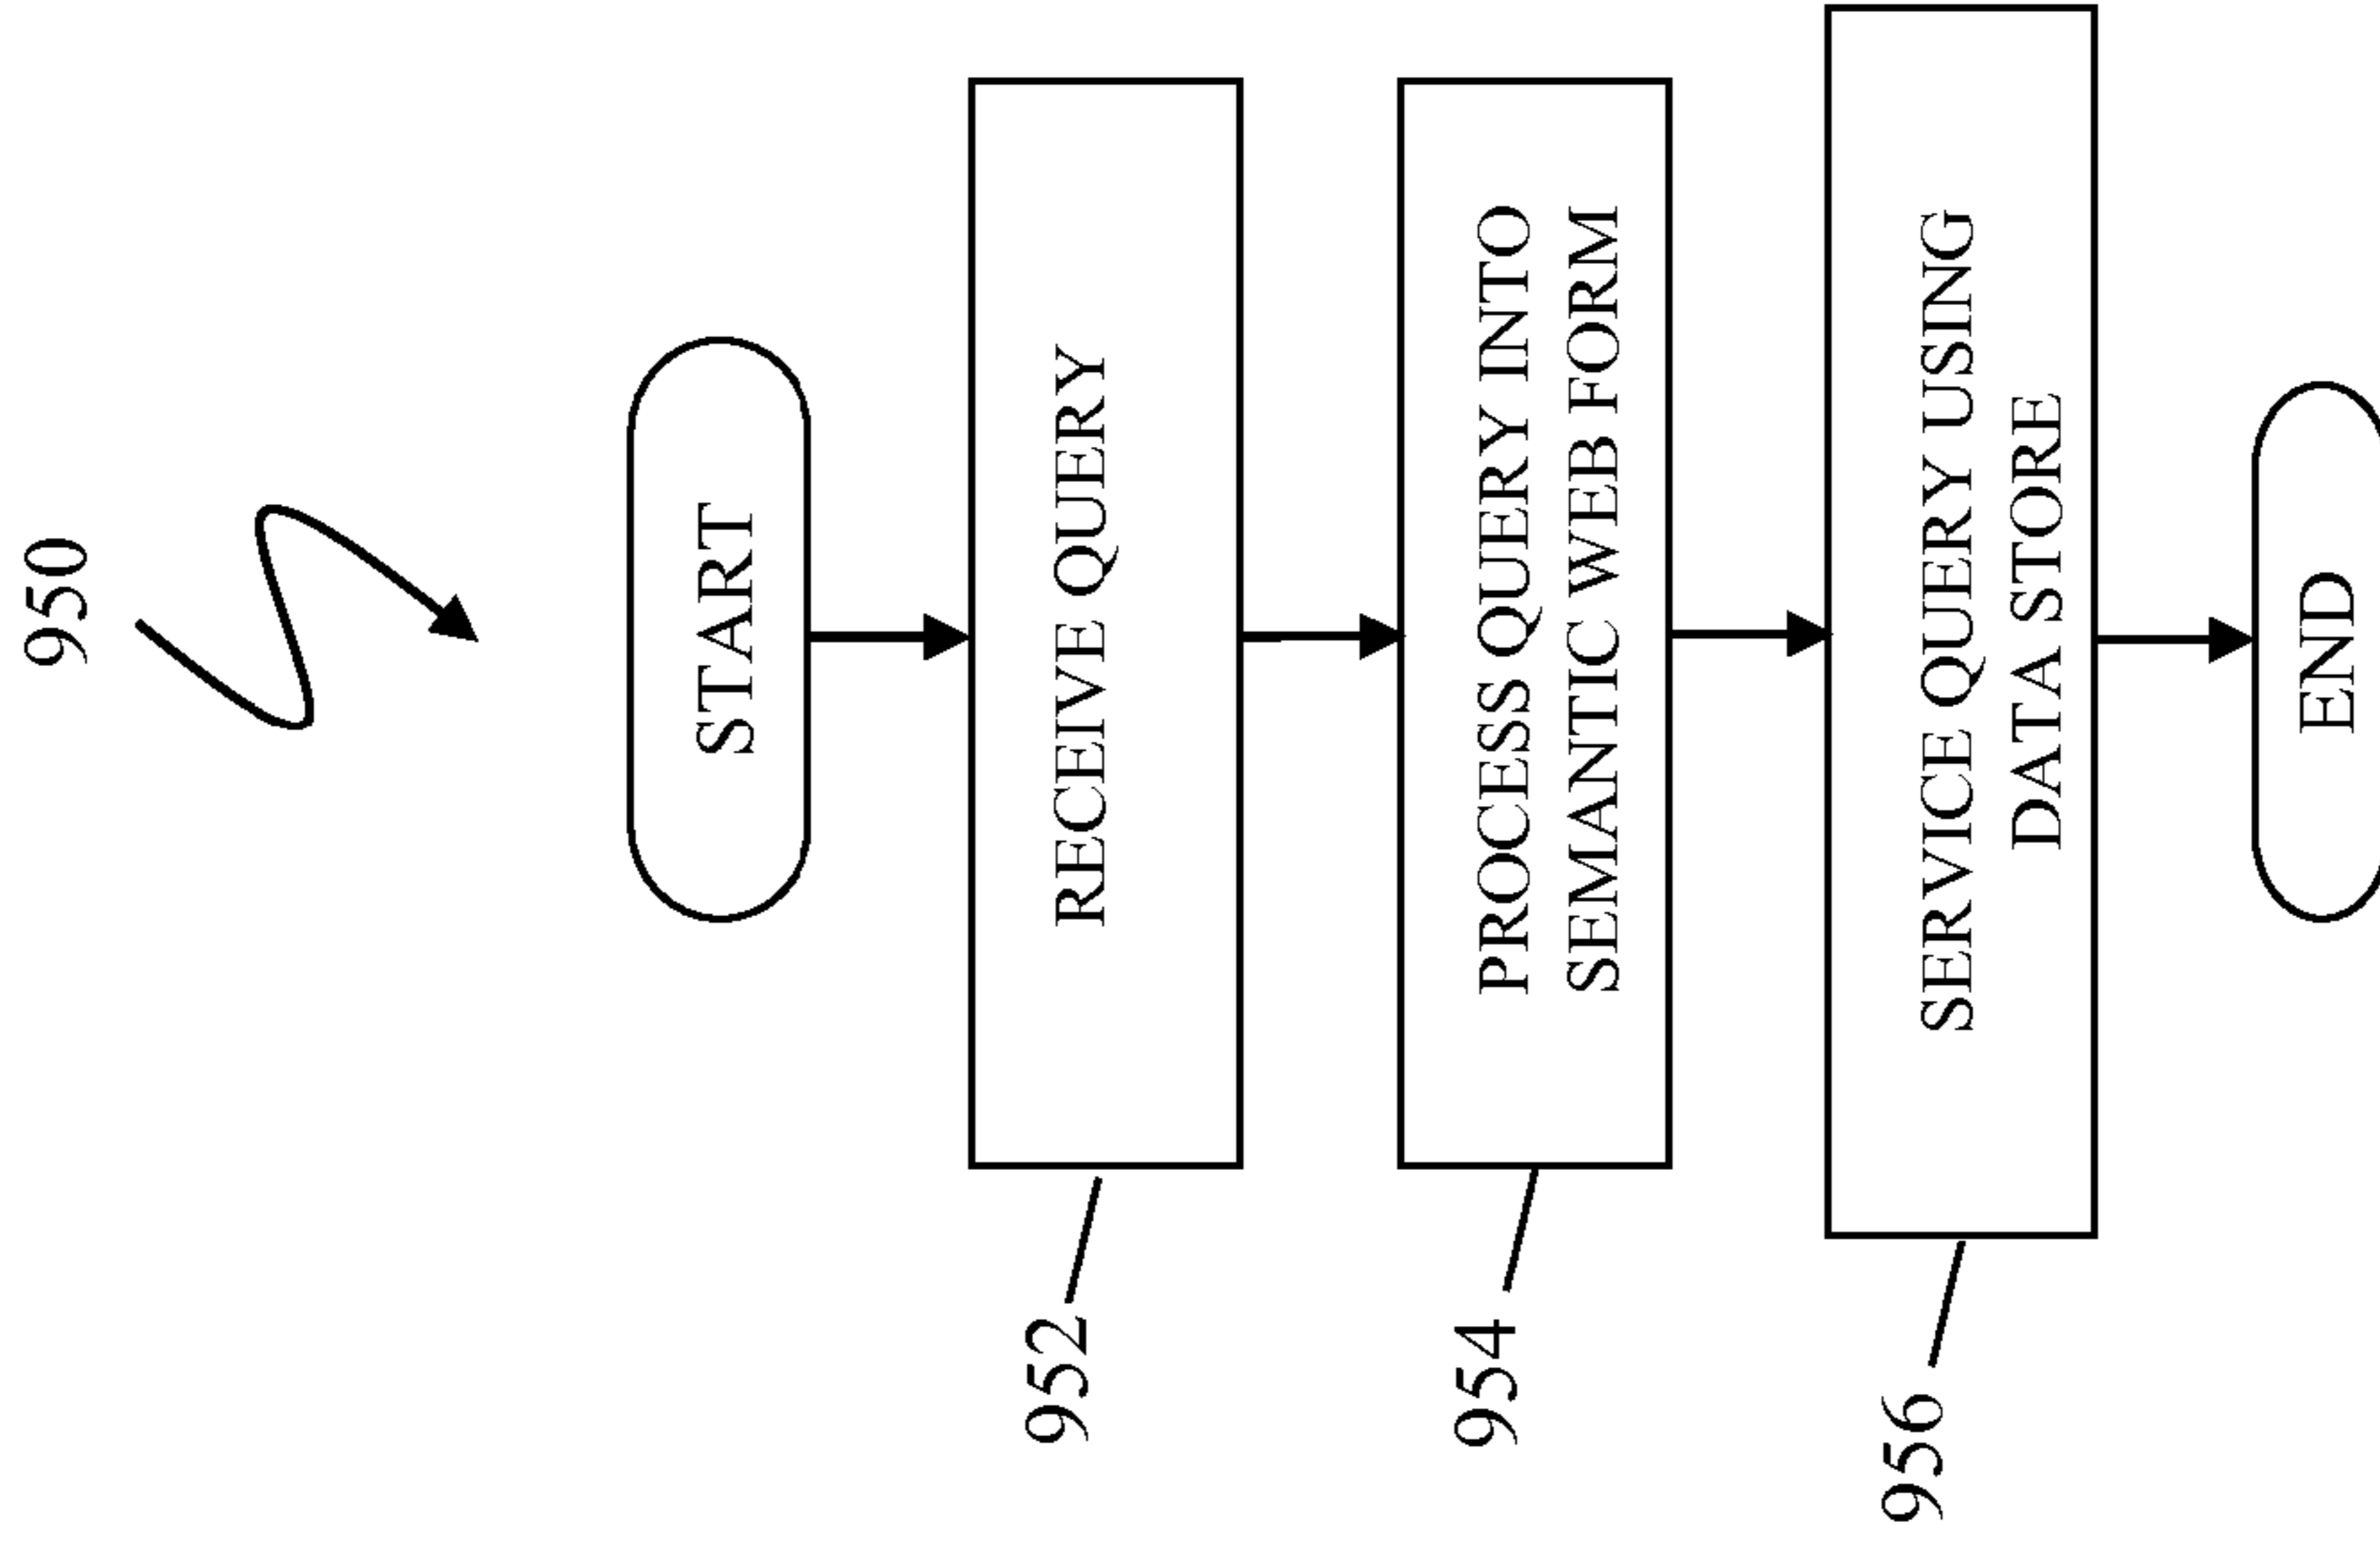 950
START
RECEIVE QUERY
952
PROCESS QUERY INTO
SEMANTIC WEB FORM
954
SERVICE QUERY USING
DATA STORE
956
END